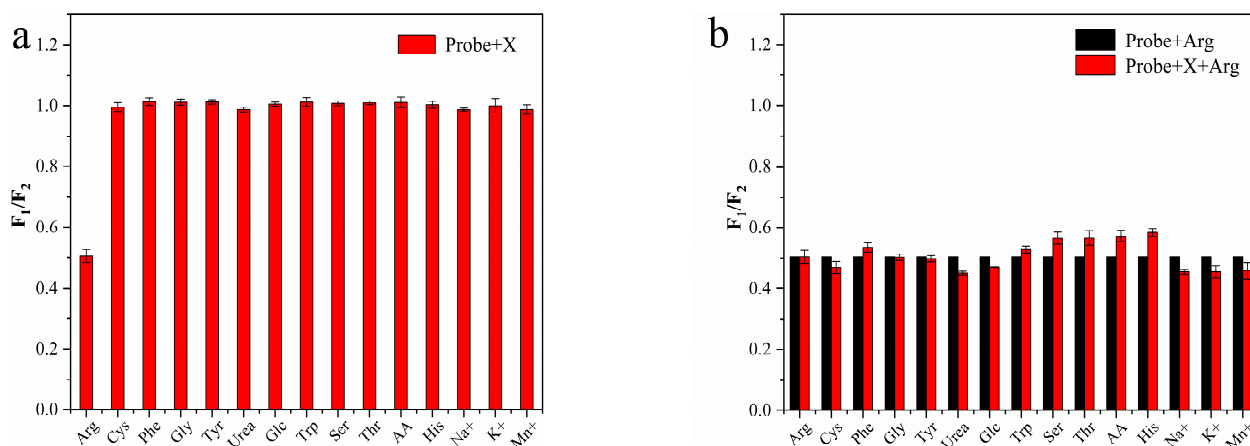 a
Probe+X
F1/F2
1.2
1.0
0.8
0.6
0.4
0.2
0.0
Arg Cys Phe Gly Tyr Urea Glc Trp Ser Thr AA His Na+ K+ Mn+
b
Probe+Arg
Probe+X+Arg
F1/F2
1.2
1.0
0.8
0.6
0.4
0.2
0.0
Arg Cys Phe Gly Tyr Urea Glc Trp Ser Thr AA His Na+ K+ Mn+